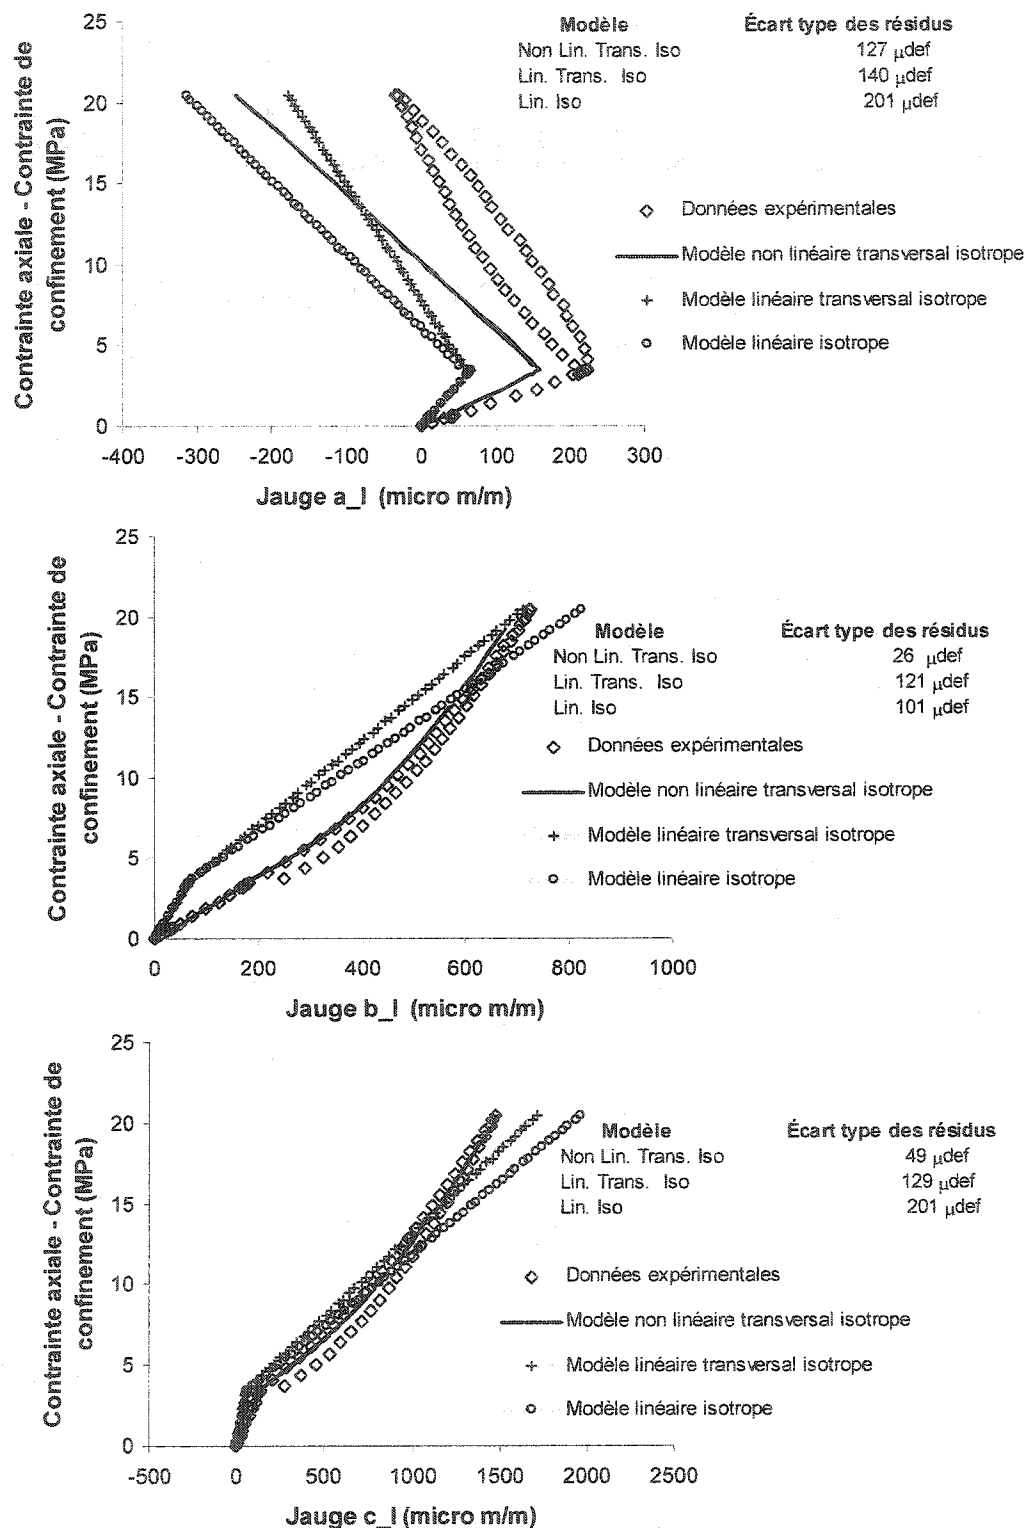 Modèle Écart type des résidus
Non Lin. Trans. Iso 127 µdef
Lin. Trans. Iso 140 µdef
Lin. Iso 201 µdef
Contrainte axiale - Contrainte de
confinement (MPa)
25
20
15
10
5
0
-400 -300 -200 -100 0 100 200 300
Jauge a_l (micro m/m)
Données expérimentales
Modèle non linéaire transversal isotrope
Modèle linéaire transversal isotrope
Modèle linéaire isotrope
Contrainte axiale - Contrainte de
confinement (MPa)
25
20
15
10
5
0
0 200 400 600 800 1000
Jauge b_l (micro m/m)
Modèle Écart type des résidus
Non Lin. Trans. Iso 26 µdef
Lin. Trans. Iso 121 µdef
Lin. Iso 101 µdef
Données expérimentales
Modèle non linéaire transversal isotrope
Modèle linéaire transversal isotrope
Modèle linéaire isotrope
Contrainte axiale - Contrainte de
confinement (MPa)
25
20
15
10
5
0
-500 0 500 1000 1500 2000 2500
Jauge c_l (micro m/m)
Modèle Écart type des résidus
Non Lin. Trans. Iso 49 µdef
Lin. Trans. Iso 129 µdef
Lin. Iso 201 µdef
Données expérimentales
Modèle non linéaire transversal isotrope
Modèle linéaire transversal isotrope
Modèle linéaire isotrope